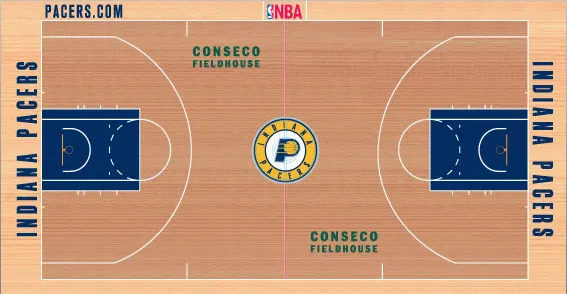 PACERS.COM
NBA
CONSECO
FIELDHOUSE
INDIANA PACERS
INDIANA
PACERS
INDIANA PACERS
CONSECO
FIELDHOUSE